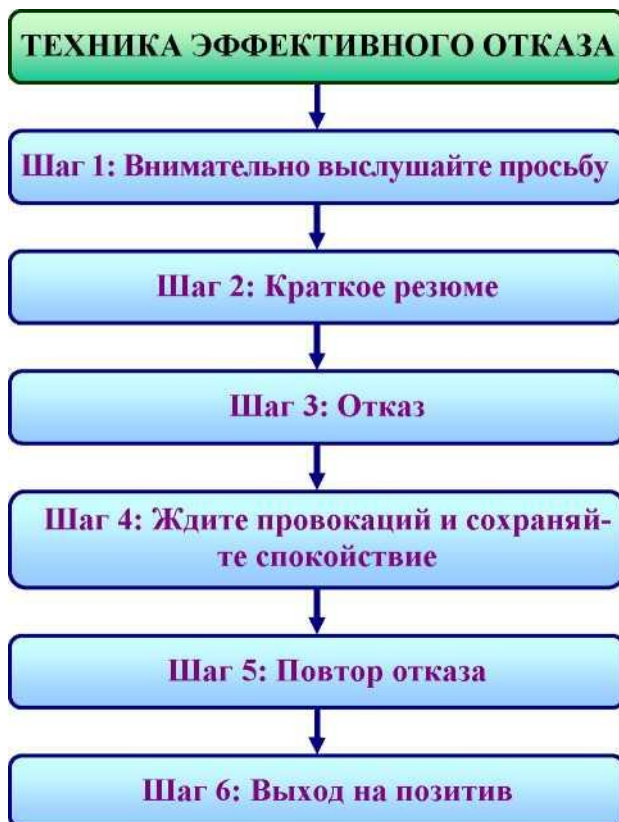 ТЕХНИКА ЭФФЕКТИВНОГО ОТКАЗА
Шаг 1: Внимательно выслушайте просьбу
Шаг 2: Краткое резюме
Шаг 3: Отказ
Шаг 4: Ждите провокаций и сохраняй-
те спокойствие
Шаг 5: Повтор отказа
Шаг 6: Выход на позитив